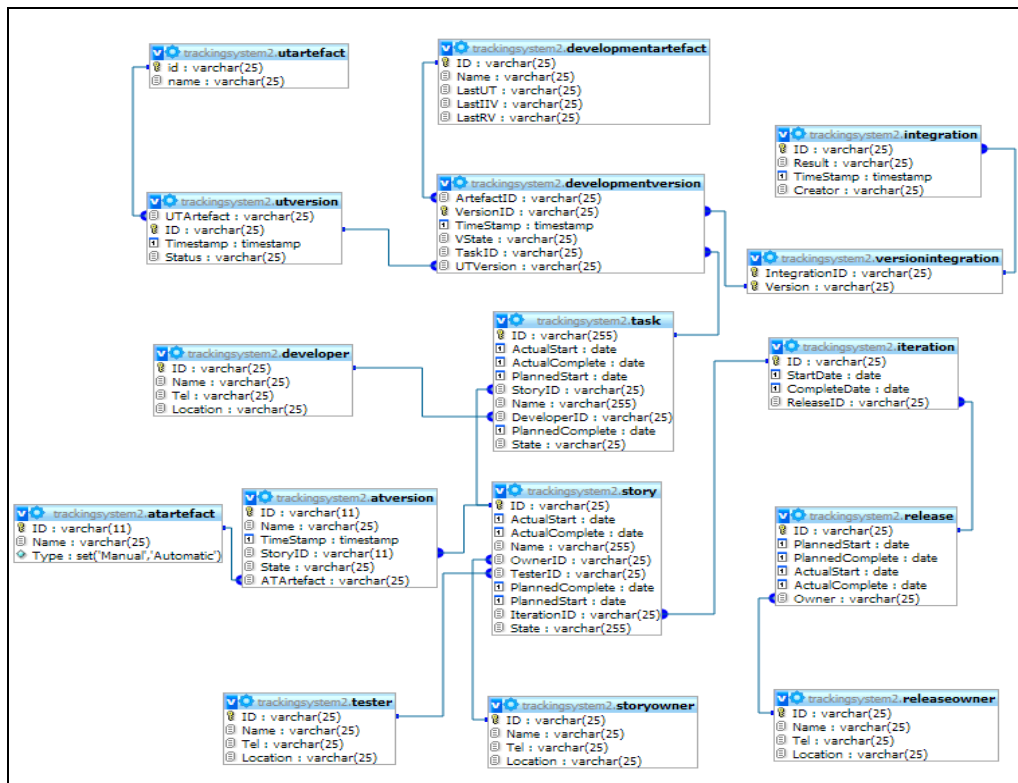 trackingsystem2.utartefact
id : varchar(25)
name : varchar(25)
trackingsystem2.developmentartefact
ID : varchar(25)
Name : varchar(25)
LastUT : varchar(25)
LastIIV : varchar(25)
LastRV : varchar(25)
trackingsystem2.integration
ID : varchar(25)
Result : varchar(25)
TimeStamp : timestamp
Creator : varchar(25)
trackingsystem2.utversion
UTArtefact : varchar(25)
ID : varchar(25)
Timestamp : timestamp
Status : varchar(25)
trackingsystem2.developmentversion
ArtefactID : varchar(25)
VersionID : varchar(25)
TimeStamp : timestamp
VState : varchar(25)
TaskID : varchar(25)
UTVersion : varchar(25)
trackingsystem2.versionintegration
IntegrationID : varchar(25)
Version : varchar(25)
trackingsystem2.task
ID : varchar(255)
ActualStart : date
ActualComplete : date
PlannedStart : date
StoryID : varchar(25)
Name : varchar(255)
DeveloperID : varchar(25)
PlannedComplete : date
State : varchar(25)
trackingsystem2.developer
ID : varchar(25)
Name : varchar(25)
Tel : varchar(25)
Location : varchar(25)
trackingsystem2.iteration
ID : varchar(25)
StartDate : date
CompleteDate : date
ReleaseID : varchar(25)
trackingsystem2.atartefact
ID : varchar(11)
Name : varchar(25)
Type : set('Manual','Automatic')
trackingsystem2.atversion
ID : varchar(11)
Name : varchar(25)
TimeStamp : timestamp
StoryID : varchar(11)
State : varchar(25)
ATArtefact : varchar(25)
trackingsystem2.story
ID : varchar(25)
ActualStart : date
ActualComplete : date
Name : varchar(255)
OwnerID : varchar(25)
TesterID : varchar(25)
PlannedComplete : date
PlannedStart : date
IterationID : varchar(25)
State : varchar(255)
trackingsystem2.release
ID : varchar(25)
PlannedStart : date
PlannedComplete : date
ActualStart : date
ActualComplete : date
Owner : varchar(25)
trackingsystem2.tester
ID : varchar(25)
Name : varchar(25)
Tel : varchar(25)
Location : varchar(25)
trackingsystem2.storyowner
ID : varchar(25)
Name : varchar(25)
Tel : varchar(25)
Location : varchar(25)
trackingsystem2.releaseowner
ID : varchar(25)
Name : varchar(25)
Tel : varchar(25)
Location : varchar(25)